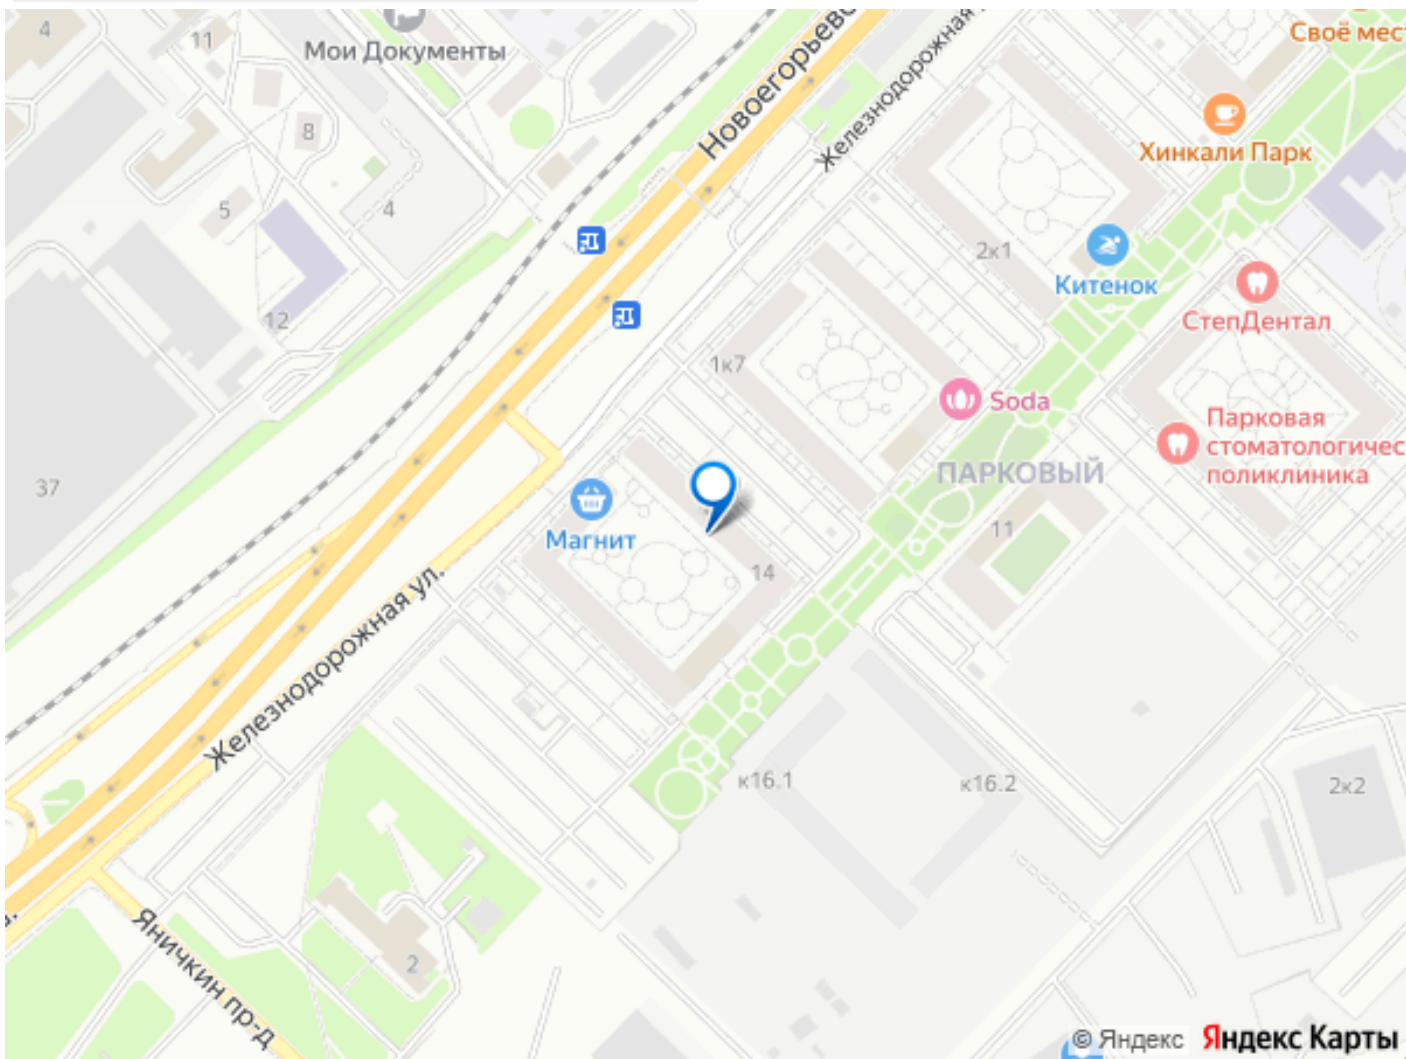 4
11
Мои Документы
Новоегорьевс
Железнодорожная
Своё мес
8
Хинкали Парк
5
4
2к1
Китенок
12
СтепДентал
1к7
Soda
Парковая
стоматологичес
поликлиника
ПАРКОВЫЙ
37
Магнит
11
14
Железнодорожная ул.
к16.1
к16.2
2к2
л.
Яничкин пр-д
2
© Яндекс Яндекс Карты